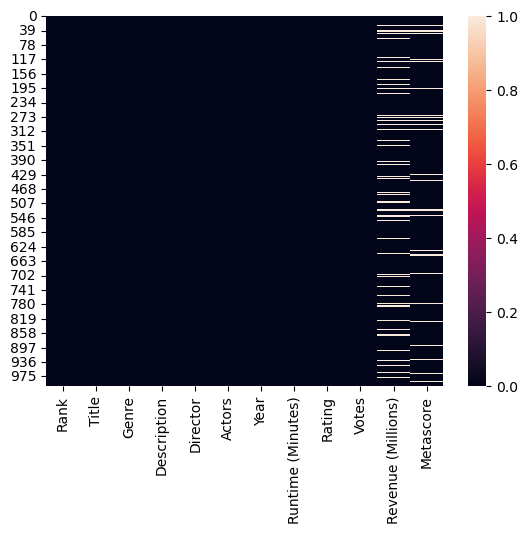 0
39
78
117
156
195
234
273
312
351
390
429
468
507
546
585
624
663
702
741
780
819
858
897
936
975
Rank
Title
Genre
Description
Director
Actors
Year
Runtime (Minutes)
Rating
Votes
Revenue (Millions)
Metascore
1.0
0.8
0.6
0.4
0.2
0.0